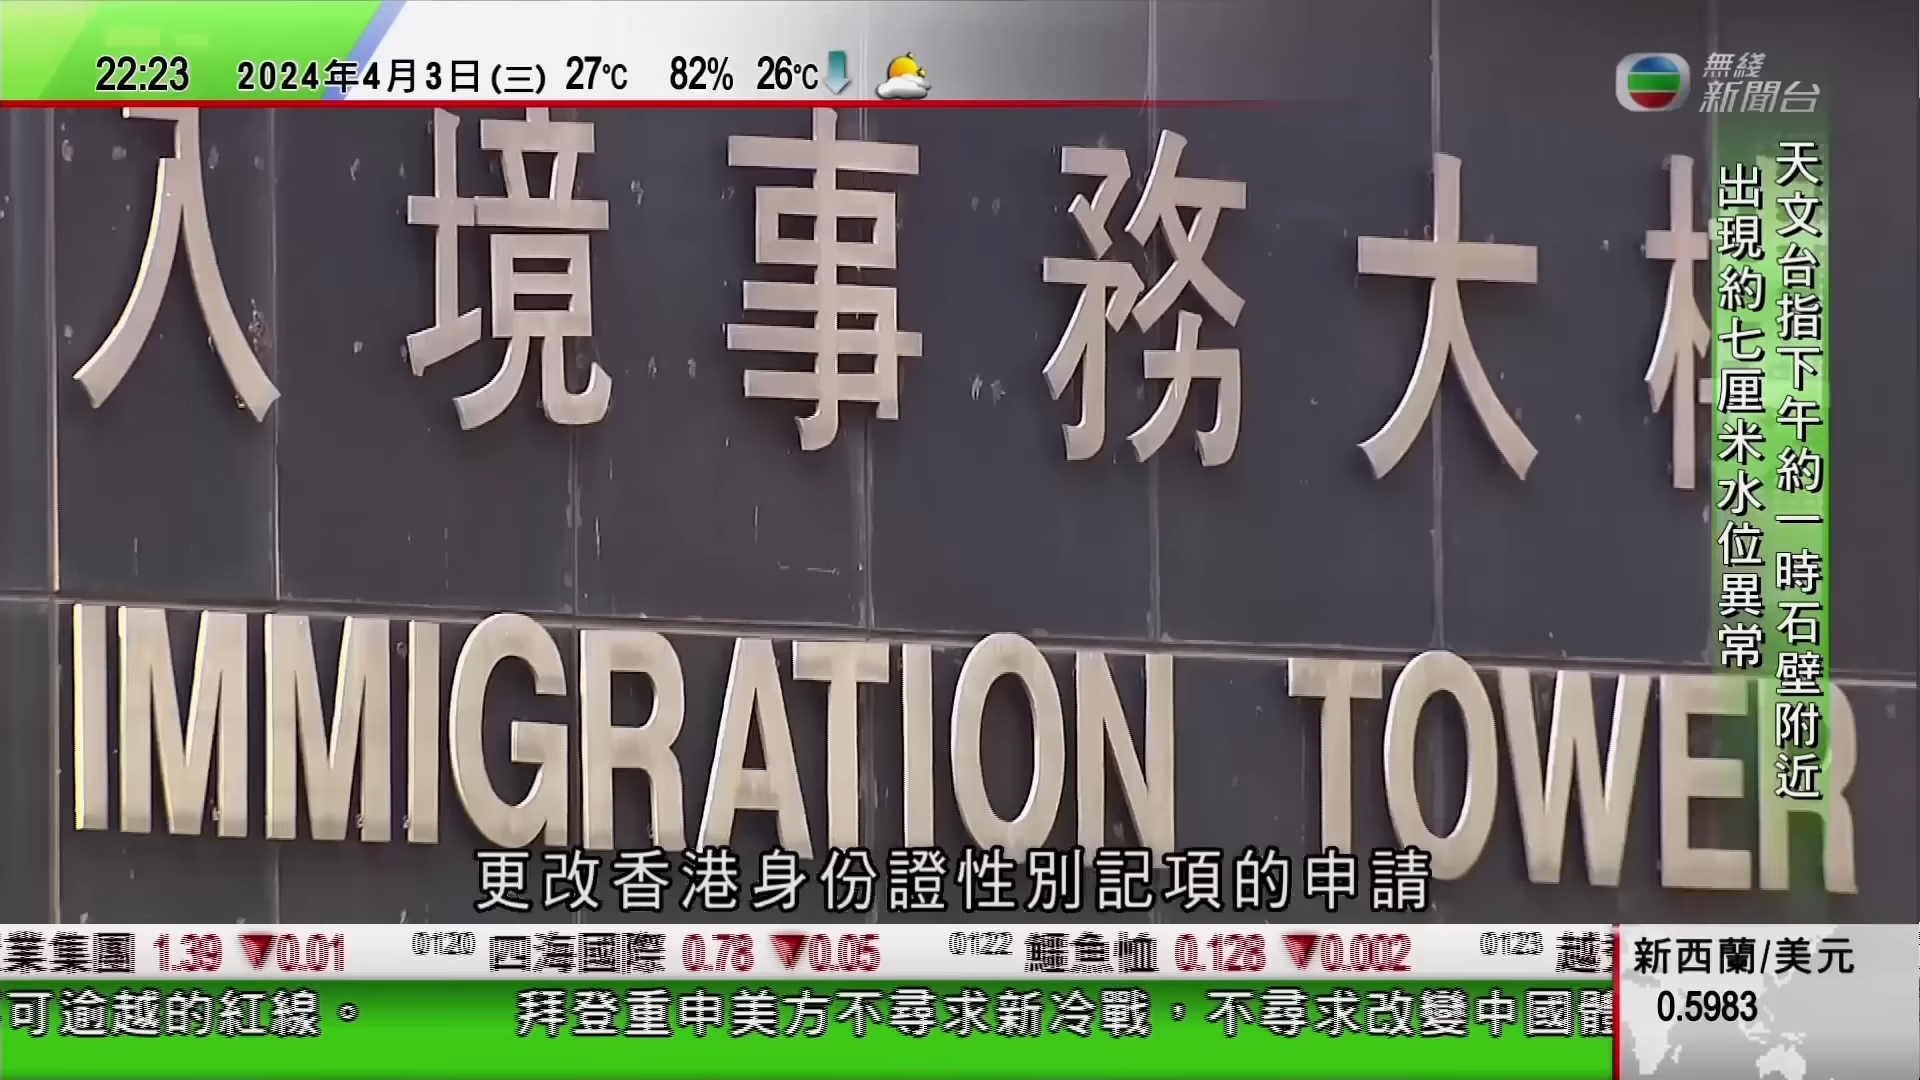 22:23 2024年4月3日(三) 27℃ 82% 26℃
無綫
新聞台
天文台指下午約一時石壁附近
出現約七厘米水位異常
入境事務大
IMMIGRATION TOWER
更改香港身份證性別記項的申請
業集團 1.39 ▼0.01 01120 四海國際 0.78 ▼0.05 01122 鱷魚恤 0.128 ▼0.002 01123 越
新西蘭/美元
0.5983
可逾越的紅線。 拜登重申美方不尋求新冷戰,不尋求改變中國體